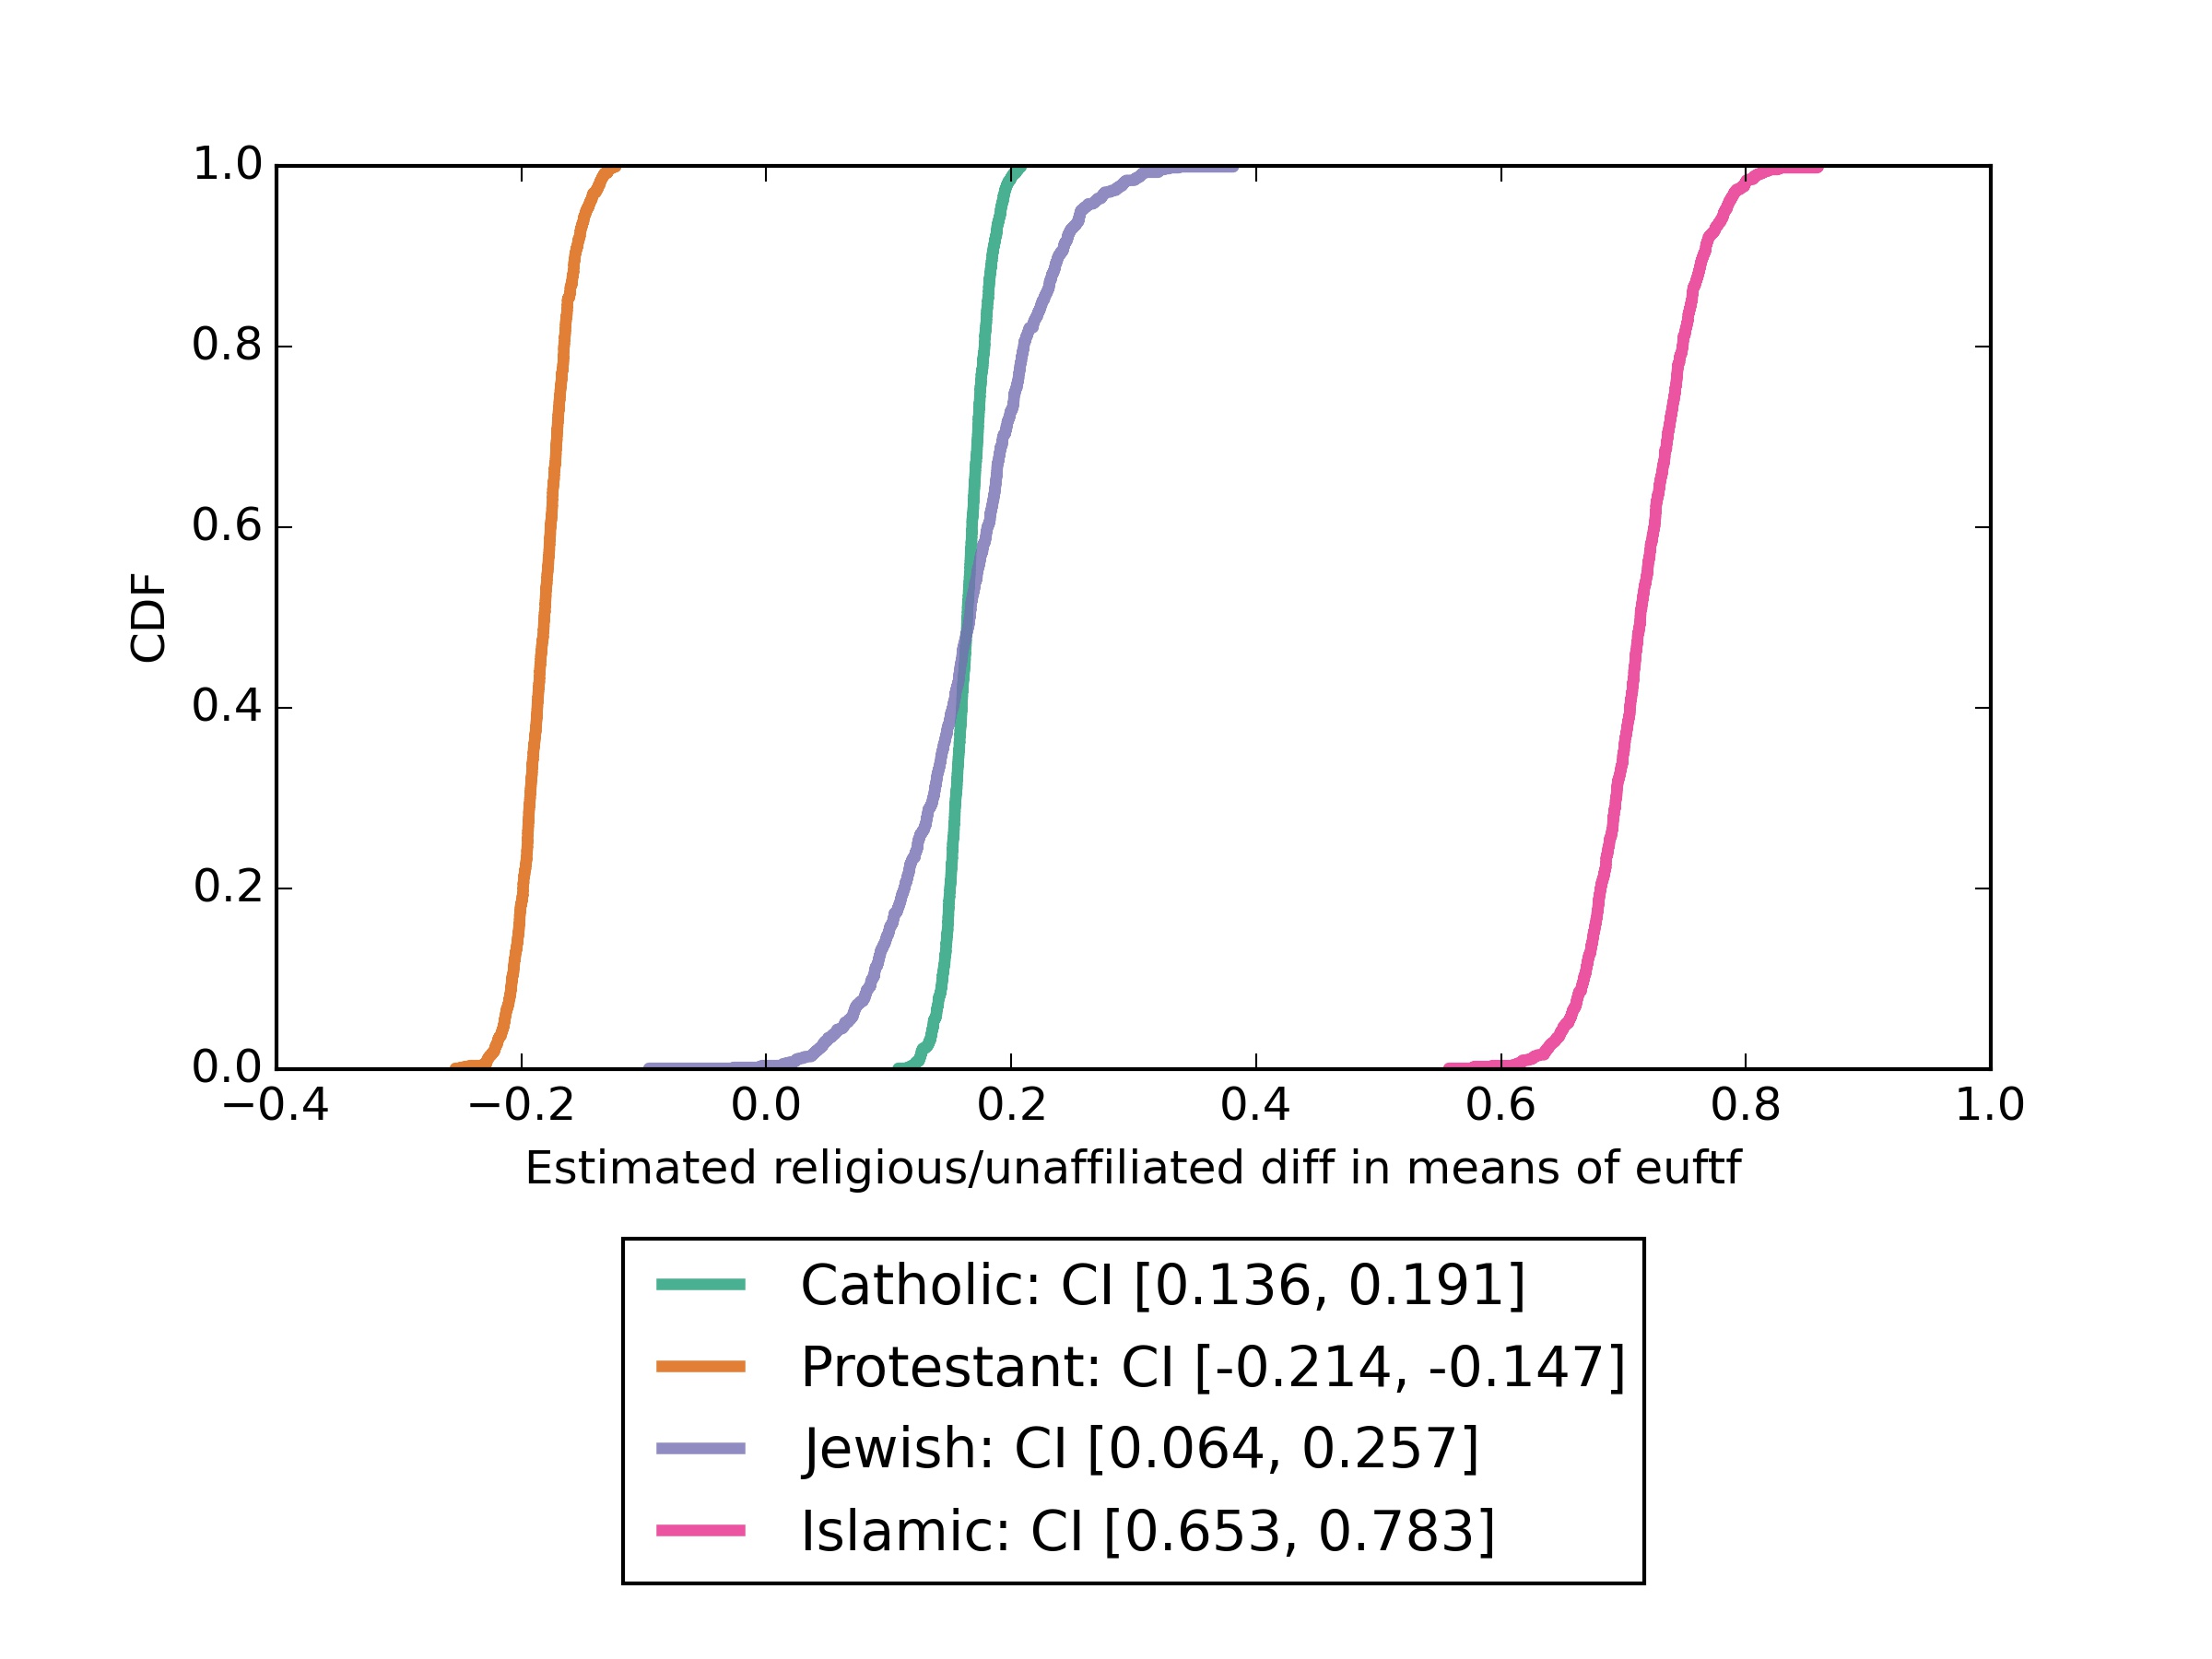 1.0
0.8
0.6
0.4
0.2
0.0
CDF
−0.4 −0.2 0.0 0.2 0.4 0.6 0.8 1.0
Estimated religious/unaffiliated diff in means of euftf
Catholic: CI [0.136, 0.191]
Protestant: CI [-0.214, -0.147]
Jewish: CI [0.064, 0.257]
Islamic: CI [0.653, 0.783]